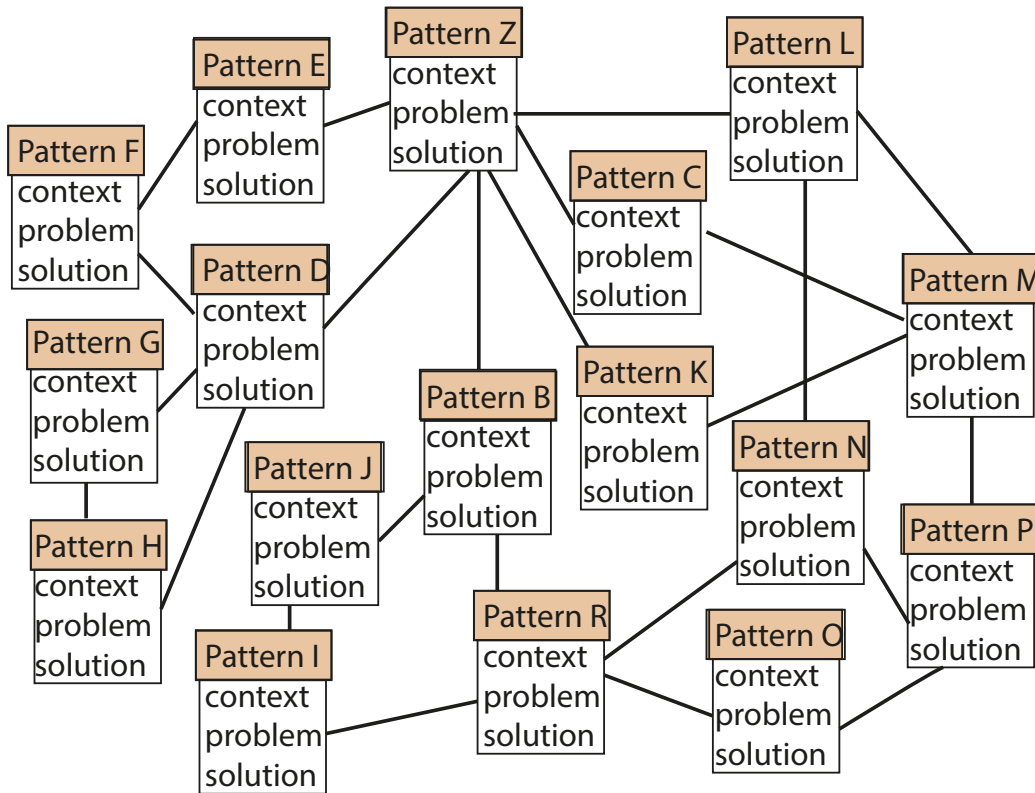 Pattern Z
context
problem
solution
Pattern L
context
problem
solution
Pattern E
context
problem
solution
Pattern F
context
problem
solution
Pattern C
context
problem
solution
Pattern D
context
problem
solution
Pattern M
context
problem
solution
Pattern G
context
problem
solution
Pattern K
context
problem
solution
Pattern B
context
problem
solution
Pattern N
context
problem
solution
Pattern J
context
problem
solution
Pattern P
context
problem
solution
Pattern H
context
problem
solution
Pattern R
context
problem
solution
Pattern O
context
problem
solution
Pattern I
context
problem
solution